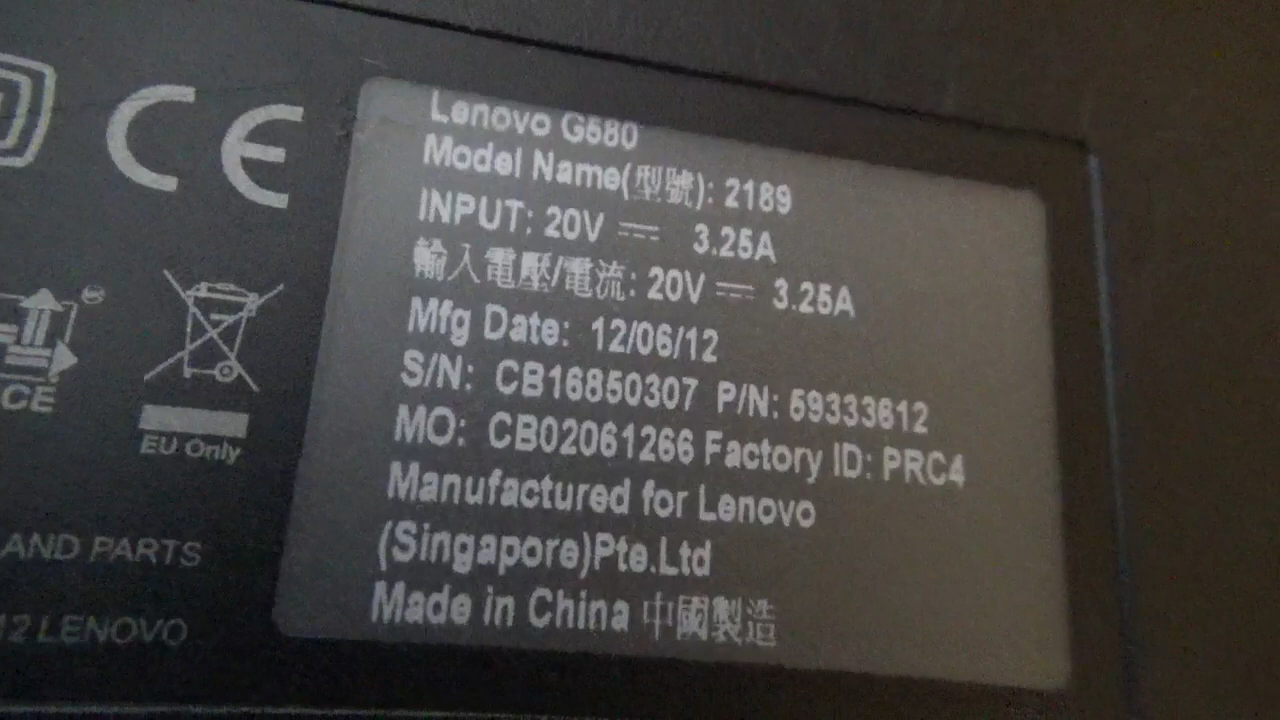 Lenovo G580
Model Name(型號): 2189
INPUT: 20V 3.25A
輸入電壓/電流: 20V 3.25A
Mfg Date: 12/06/12
S/N: CB16850307 P/N: 59333612
MO: CB02061266 Factory ID: PRC4
Manufactured for Lenovo
(Singapore)Pte.Ltd
Made in China 中國製造
CE
CE
EU Only
AND PARTS
12 LENOVO